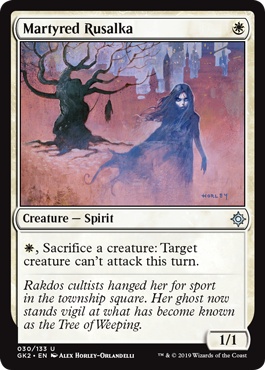 Martyred Rusalka
HORLEY
Creature — Spirit
, Sacrifice a creature: Target
creature can't attack this turn.
Rakdos cultists hanged her for sport
in the township square. Her ghost now
stands vigil at what has become known
as the Tree of Weeping.
1/1
030/133 U
GK2 • EN Alex Horley-Orlandelli
™ & © 2019 Wizards of the Coast